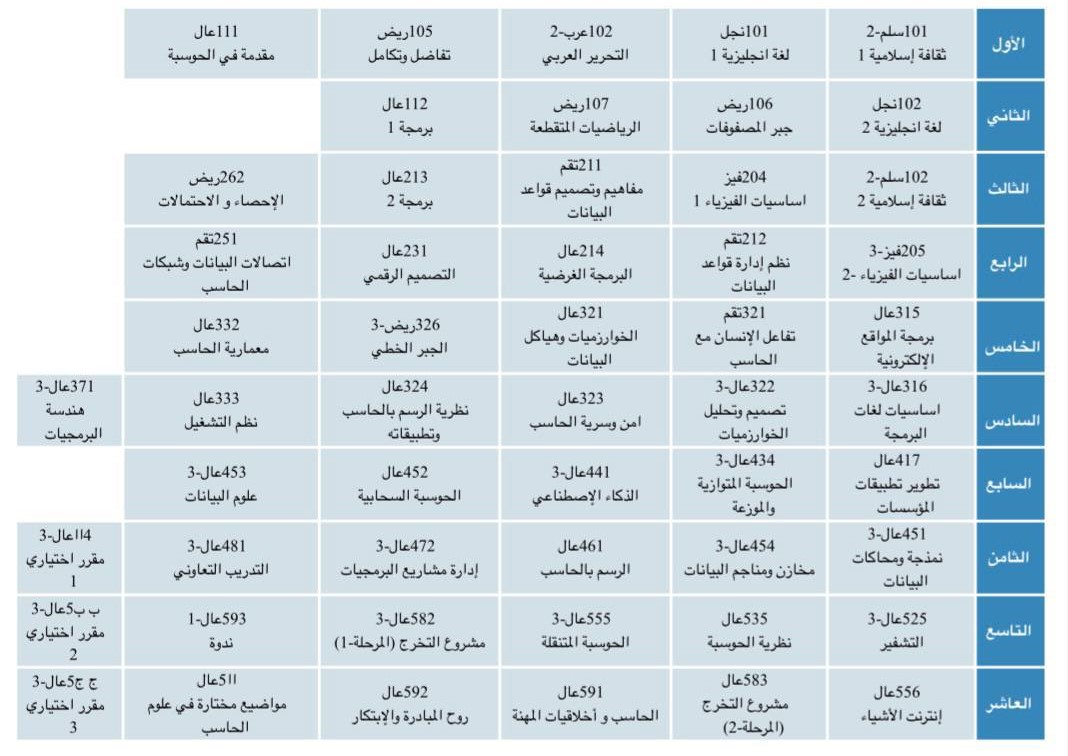 الأول
101سلم-2
ثقافة إسلامية 1
101نجل
لغة انجليزية 1
102عرب-2
التحرير العربي
105ريض
تفاضل وتكامل
111عال
مقدمة في الحوسبة
الثاني
102نجل
لغة انجليزية 2
106ريض
جبر المصفوفات
107ريض
الرياضيات المتقطعة
112عال
برمجة 1
الثالث
102سلم-2
ثقافة إسلامية 2
204فيز
اساسيات الفيزياء 1
211تقم
مفاهيم وتصميم قواعد
البيانات
213عال
برمجة 2
262ريض
الإحصاء و الاحتمالات
الرابع
205فيز-3
اساسيات الفيزياء -2
212تقم
نظم إدارة قواعد
البيانات
214عال
البرمجة الغرضية
231عال
التصميم الرقمي
251تقم
اتصالات البيانات وشبكات
الحاسب
الخامس
315عال
برمجة المواقع
الإلكترونية
321تقم
تفاعل الإنسان مع
الحاسب
321عال
الخوارزميات وهياكل
البيانات
326ريض-3
الجبر الخطي
332عال
معمارية الحاسب
السادس
316عال-3
اساسيات لغات
البرمجة
322عال-3
تصميم وتحليل
الخوارزميات
323عال
امن وسرية الحاسب
324عال
نظرية الرسم بالحاسب
وتطبيقاته
333عال
نظم التشغيل
371عال-3
هندسة
البرمجيات
السابع
417عال
تطوير تطبيقات
المؤسسات
434عال-3
الحوسبة المتوازية
والموزعة
441عال-3
الذكاء الإصطناعي
452عال
الحوسبة السحابية
453عال-3
علوم البيانات
الثامن
451عال-3
نمذجة ومحاكات
البيانات
454عال-3
مخازن ومناجم البيانات
461عال
الرسم بالحاسب
472عال-3
إدارة مشاريع البرمجيات
481عال-3
التدريب التعاوني
4ااعال-3
مقرر اختياري
1
التاسع
525عال-3
التشفير
535عال
نظرية الحوسبة
555عال-3
الحوسبة المتنقلة
582عال-3
مشروع التخرج (المرحلة-1)
593عال-1
ندوة
ب ب5عال-3
مقرر اختياري
2
العاشر
556عال
إنترنت الأشياء
583عال
مشروع التخرج
(المرحلة-2)
591عال
الحاسب و أخلاقيات المهنة
592عال
روح المبادرة والإبتكار
اا5عال
مواضيع مختارة في علوم
الحاسب
ج ج5عال-3
مقرر اختياري
3